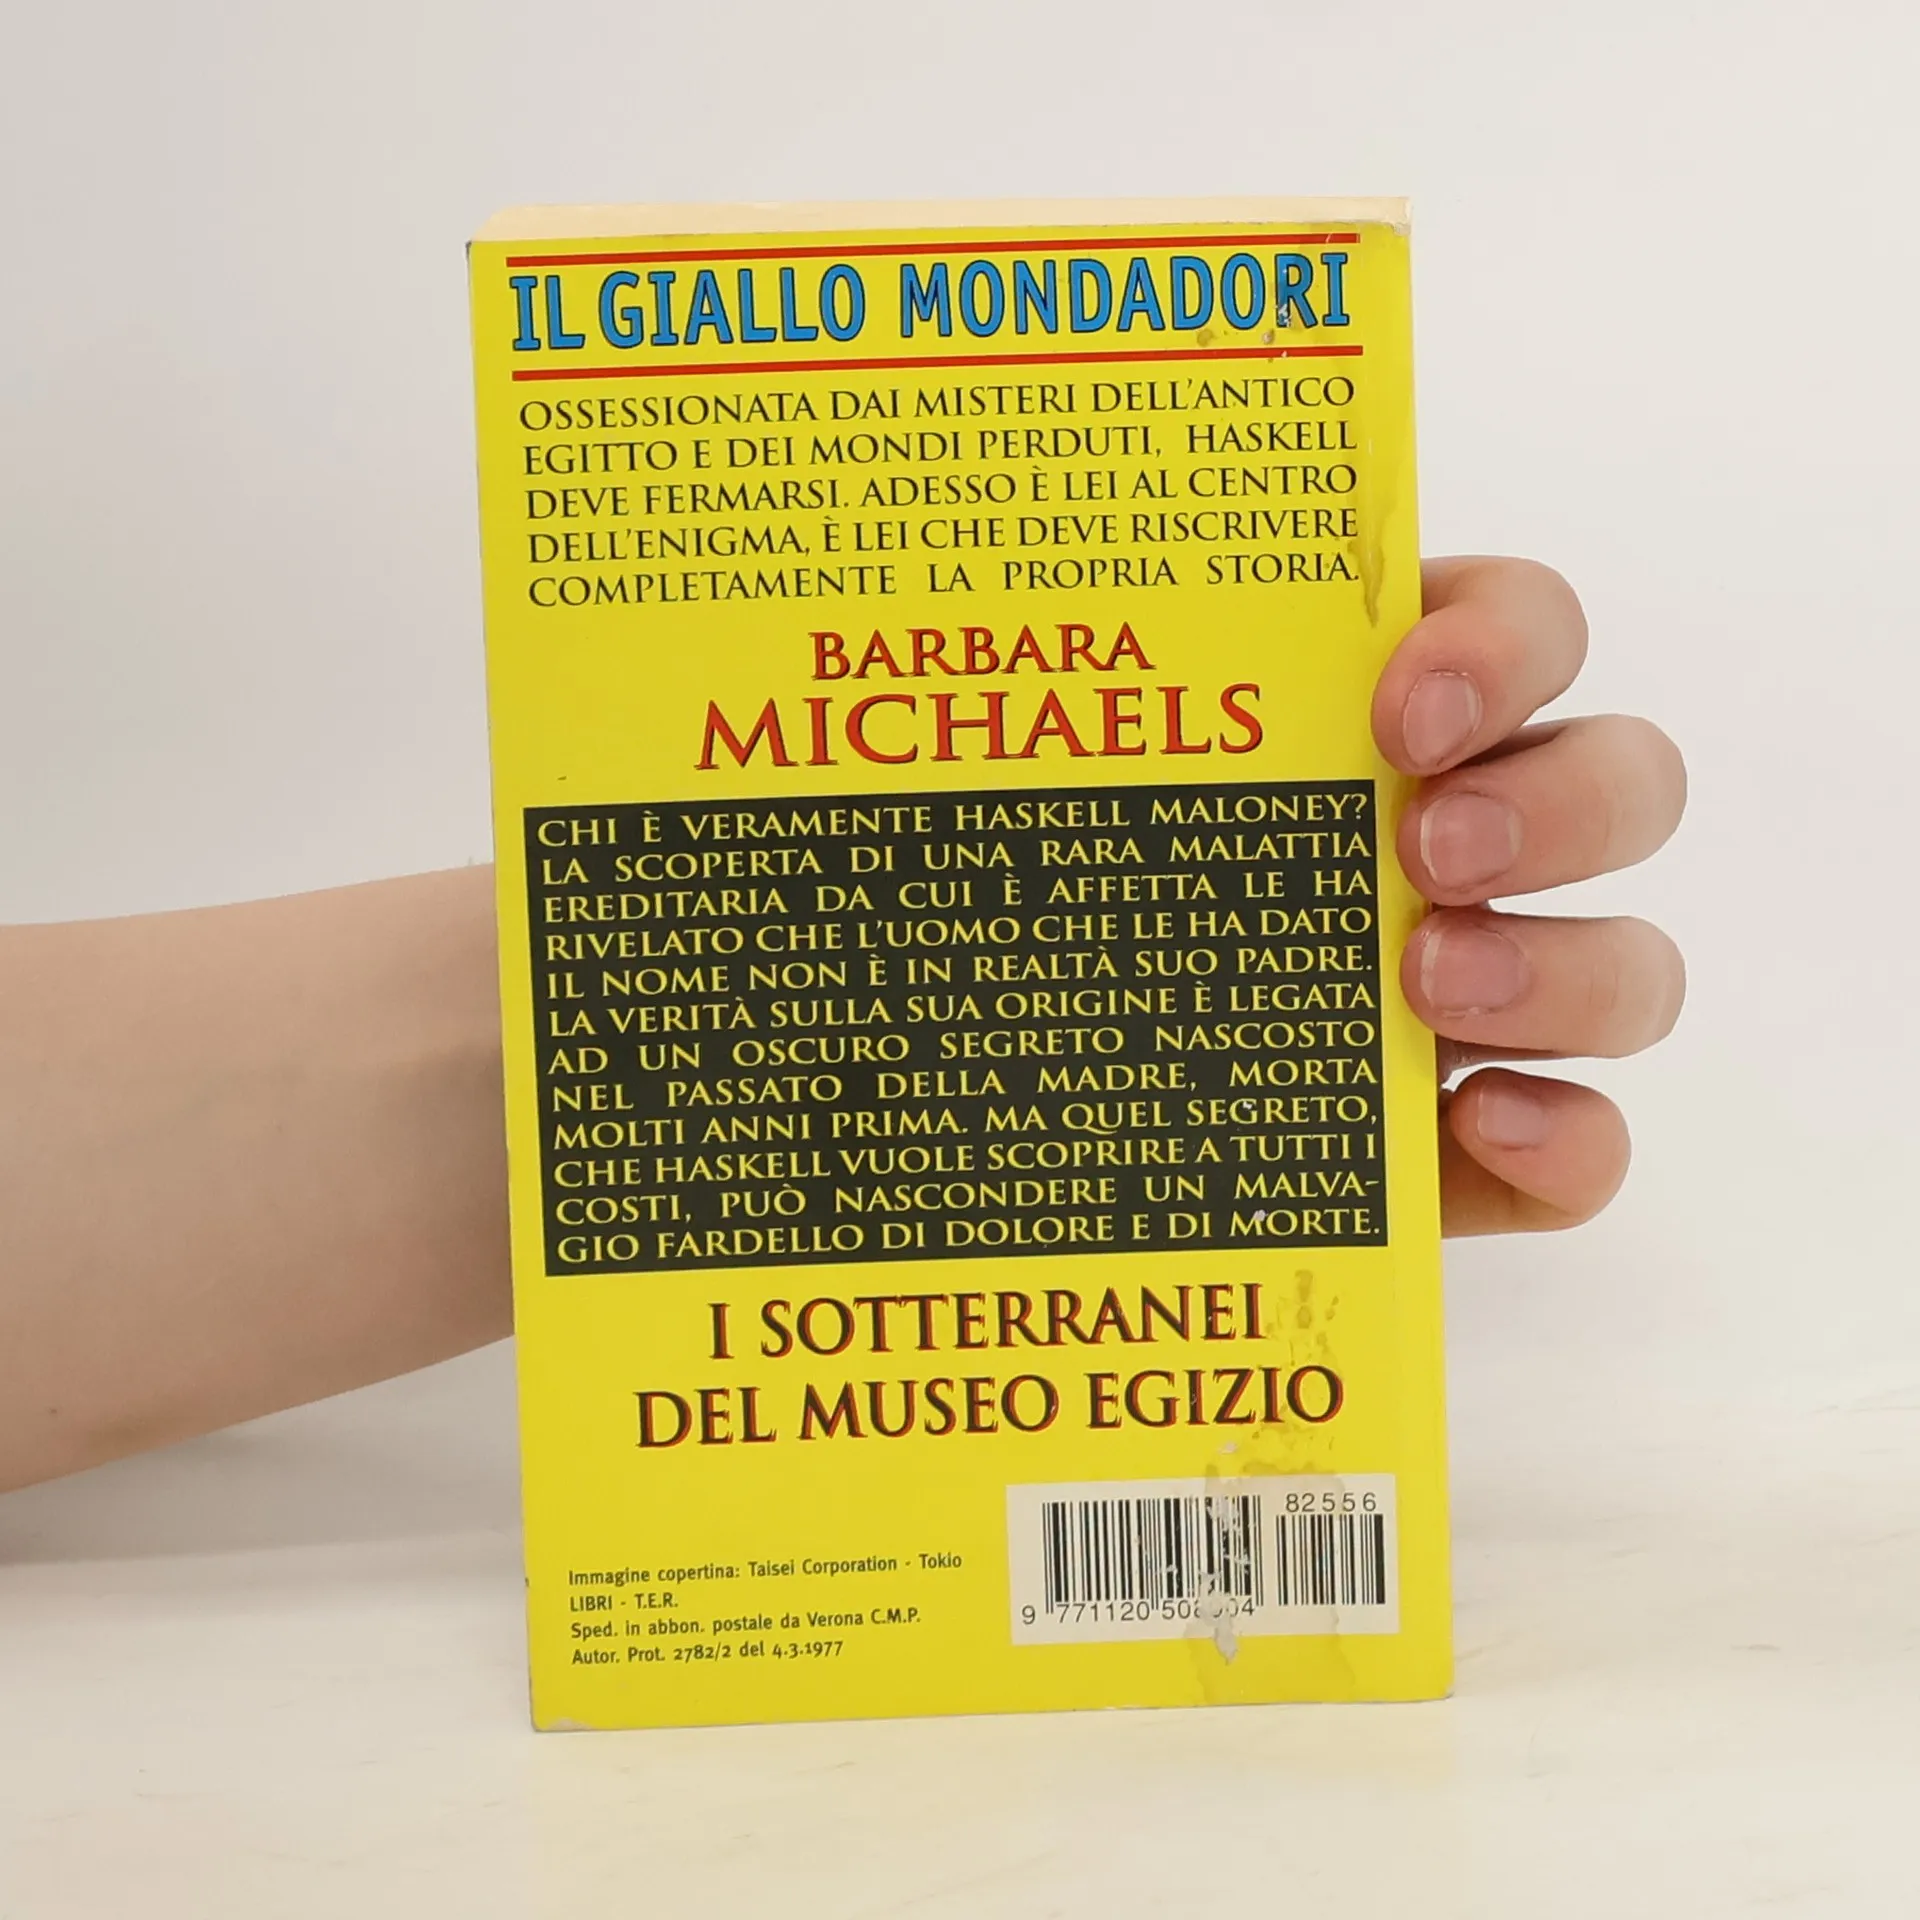 IL GIALLO MONDADORI
OSSESSIONATA DAI MISTERI DELL'ANTICO
EGITTO E DEI MONDI PERDUTI, HASKELL
DEVE FERMARSI. ADESSO È LEI AL CENTRO
DELL'ENIGMA, È LEI CHE DEVE RISCRIVERE
COMPLETAMENTE LA PROPRIA STORIA.
BARBARA
MICHAELS
CHI È VERAMENTE HASKELL MALONEY?
LA SCOPERTA DI UNA RARA MALATTIA
EREDITARIA DA CUI È AFFETTA LE HA
RIVELATO CHE L'UOMO CHE LE HA DATO
IL NOME NON È IN REALTÀ SUO PADRE.
LA VERITÀ SULLA SUA ORIGINE È LEGATA
AD UN OSCURO SEGRETO NASCOSTO
NEL PASSATO DELLA MADRE, MORTA
MOLTI ANNI PRIMA. MA QUEL SEGRETO,
CHE HASKELL VUOLE SCOPRIRE A TUTTI I
COSTI, PUÒ NASCONDERE UN MALVA-
GIO FARDELLO DI DOLORE E DI MORTE.
I SOTTERRANEI
DEL MUSEO EGIZIO
82556
9 771120
Immagine copertina: Taisei Corporation - Tokio
LIBRI - T.E.R.
Sped. in abbon. postale da Verona C.M.P.
Autor. Prot. 2782/2 del 4.3.1977